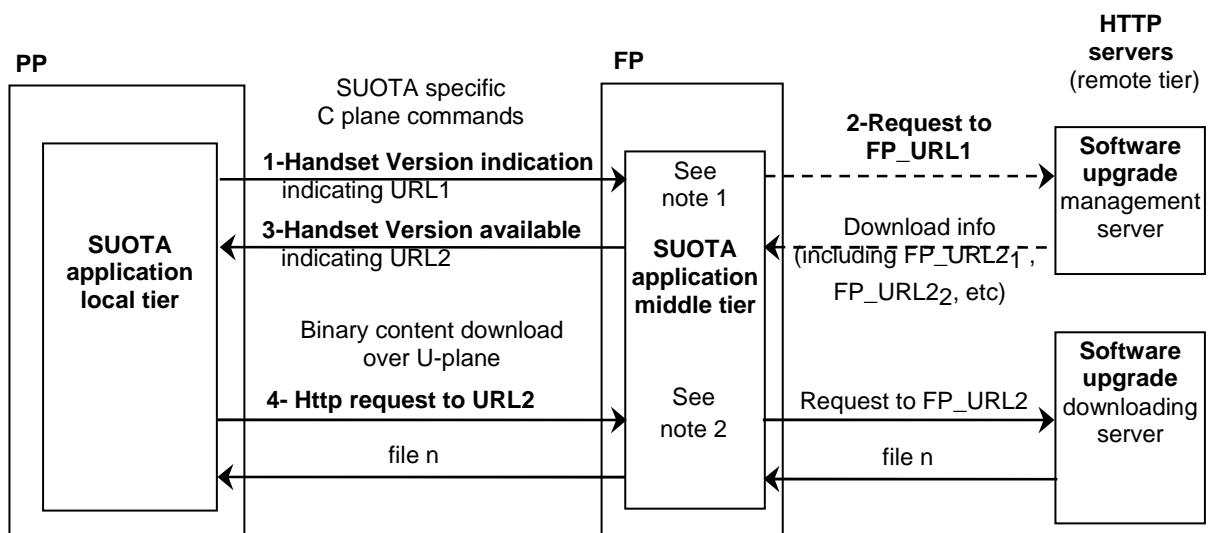 HTTP
servers
(remote tier)
PP
FP
SUOTA specific
C plane commands
2-Request to
FP_URL1
1-Handset Version indication
indicating URL1
See
note 1
Software
upgrade
management
server
3-Handset Version available
indicating URL2
SUOTA
application
local tier
SUOTA
application
middle tier
Download info
(including FP_URL2₁ ,
FP_URL2₂, etc)
Binary content download
over U-plane
Software
upgrade
downloading
server
4- Http request to URL2
See
note 2
Request to FP_URL2
file n
file n